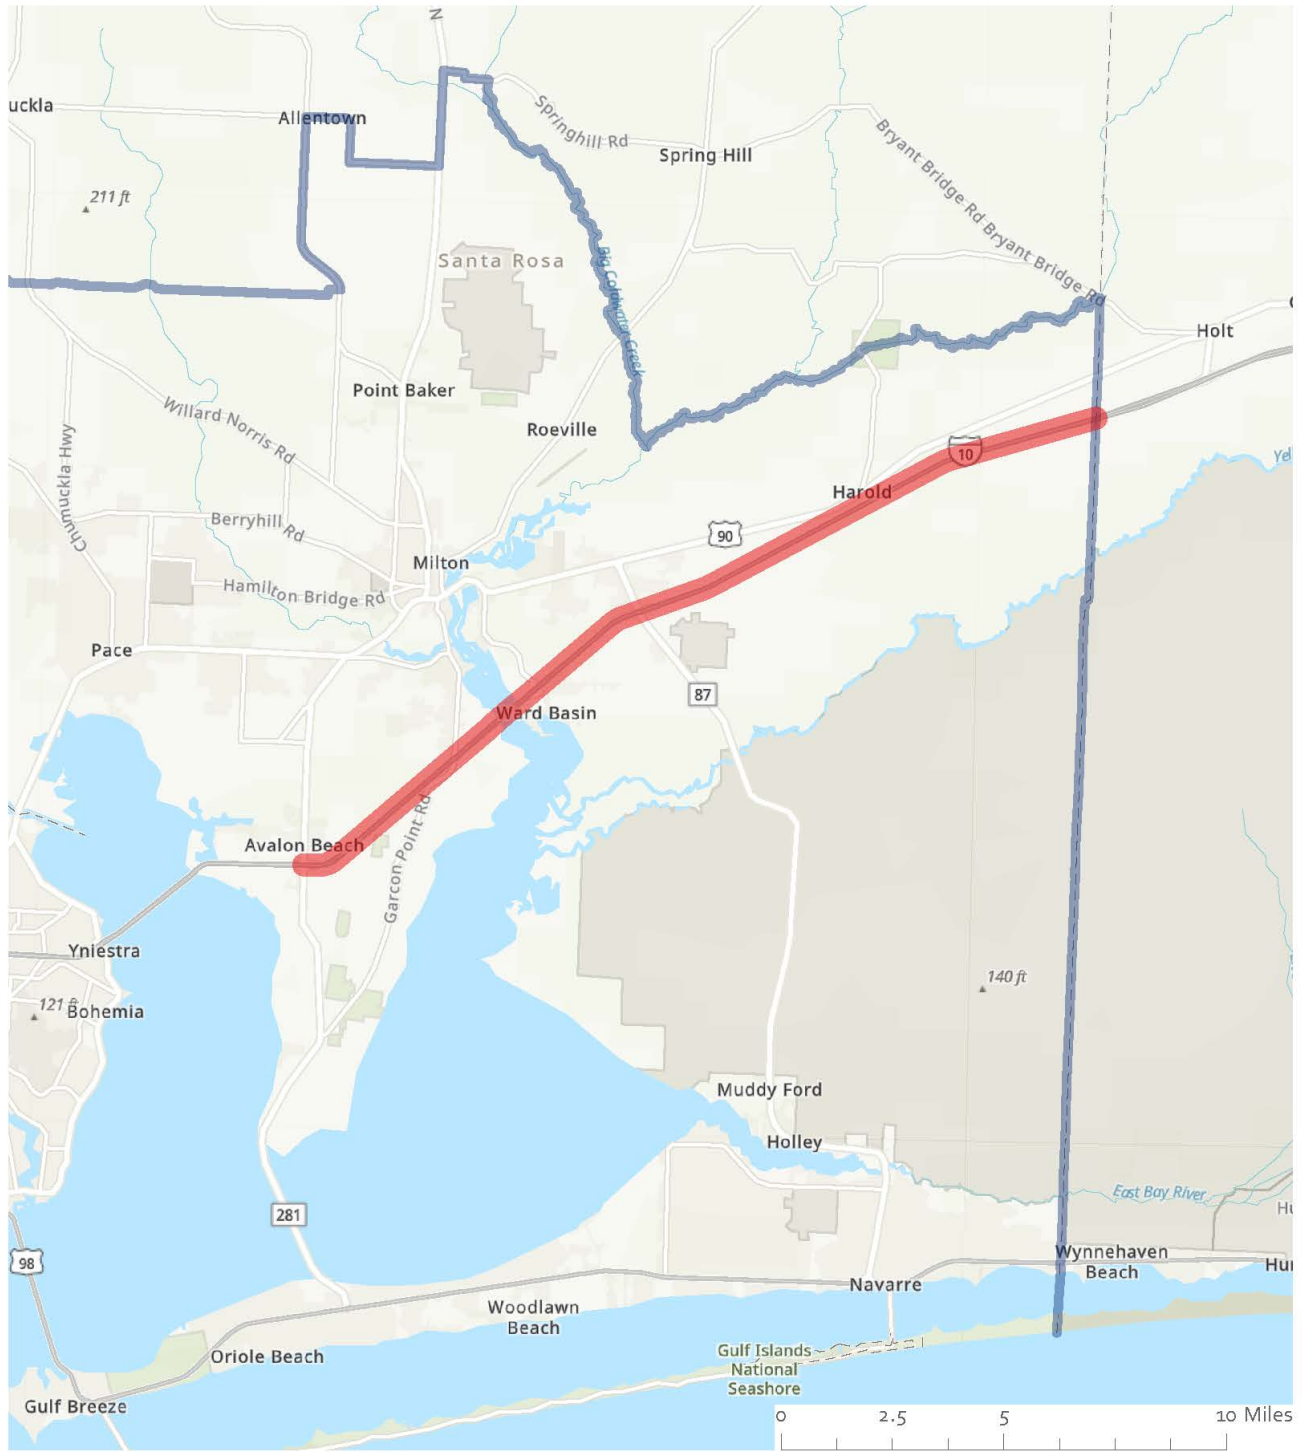 N
uckla
Allentown
Springhill Rd
Spring Hill
Bryant Bridge Rd
Bryant Bridge Rd
211 ft
Santa Rosa
Big Coldwater Creek
Holt
Point Baker
Willard Norris Rd
Roeville
Chumuckla Hwy
10
Yel
Harold
Berryhill Rd
90
Milton
Hamilton Bridge Rd
Pace
87
Ward Basin
Avalon Beach
Garcon Point Rd
Yniestra
140 ft
121 ft
Bohemia
Muddy Ford
Holley
East Bay River
Hu
281
98
Wynnehaven
Beach
Hur
Navarre
Woodlawn
Beach
Oriole Beach
Gulf Islands
National
Seashore
Gulf Breeze
0 2.5 5 10 Miles